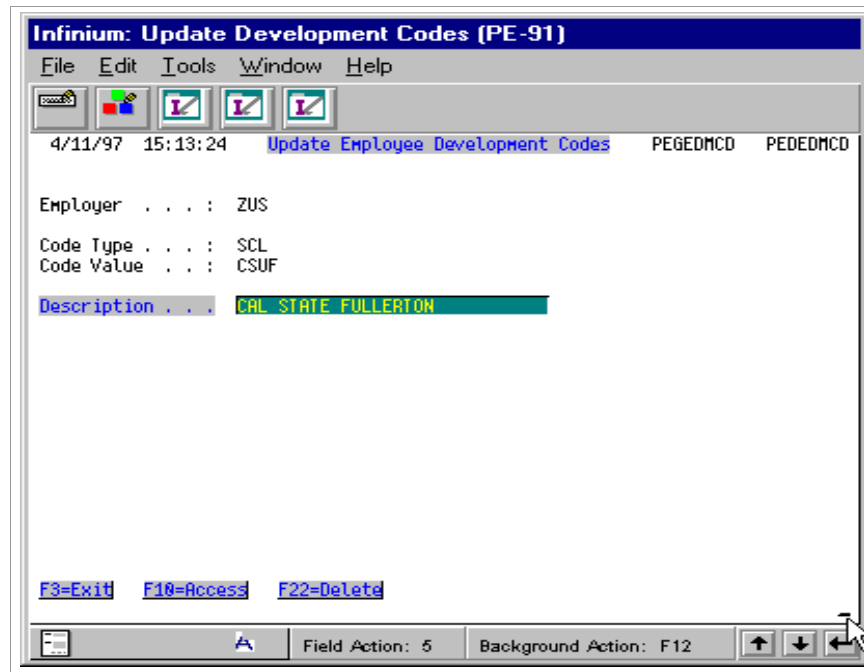 Infinium: Update Development Codes (PE-91)
File Edit Tools Window Help
4/11/97 15:13:24 Update Employee Development Codes PEGEDMCD PEDEDMCD
Employer . . . : ZUS
Code Type . . . : SCL
Code Value . . : CSUF
Description . . . CAL STATE FULLERTON
F3=Exit F10=Access F22=Delete
A Field Action: 5 Background Action: F12